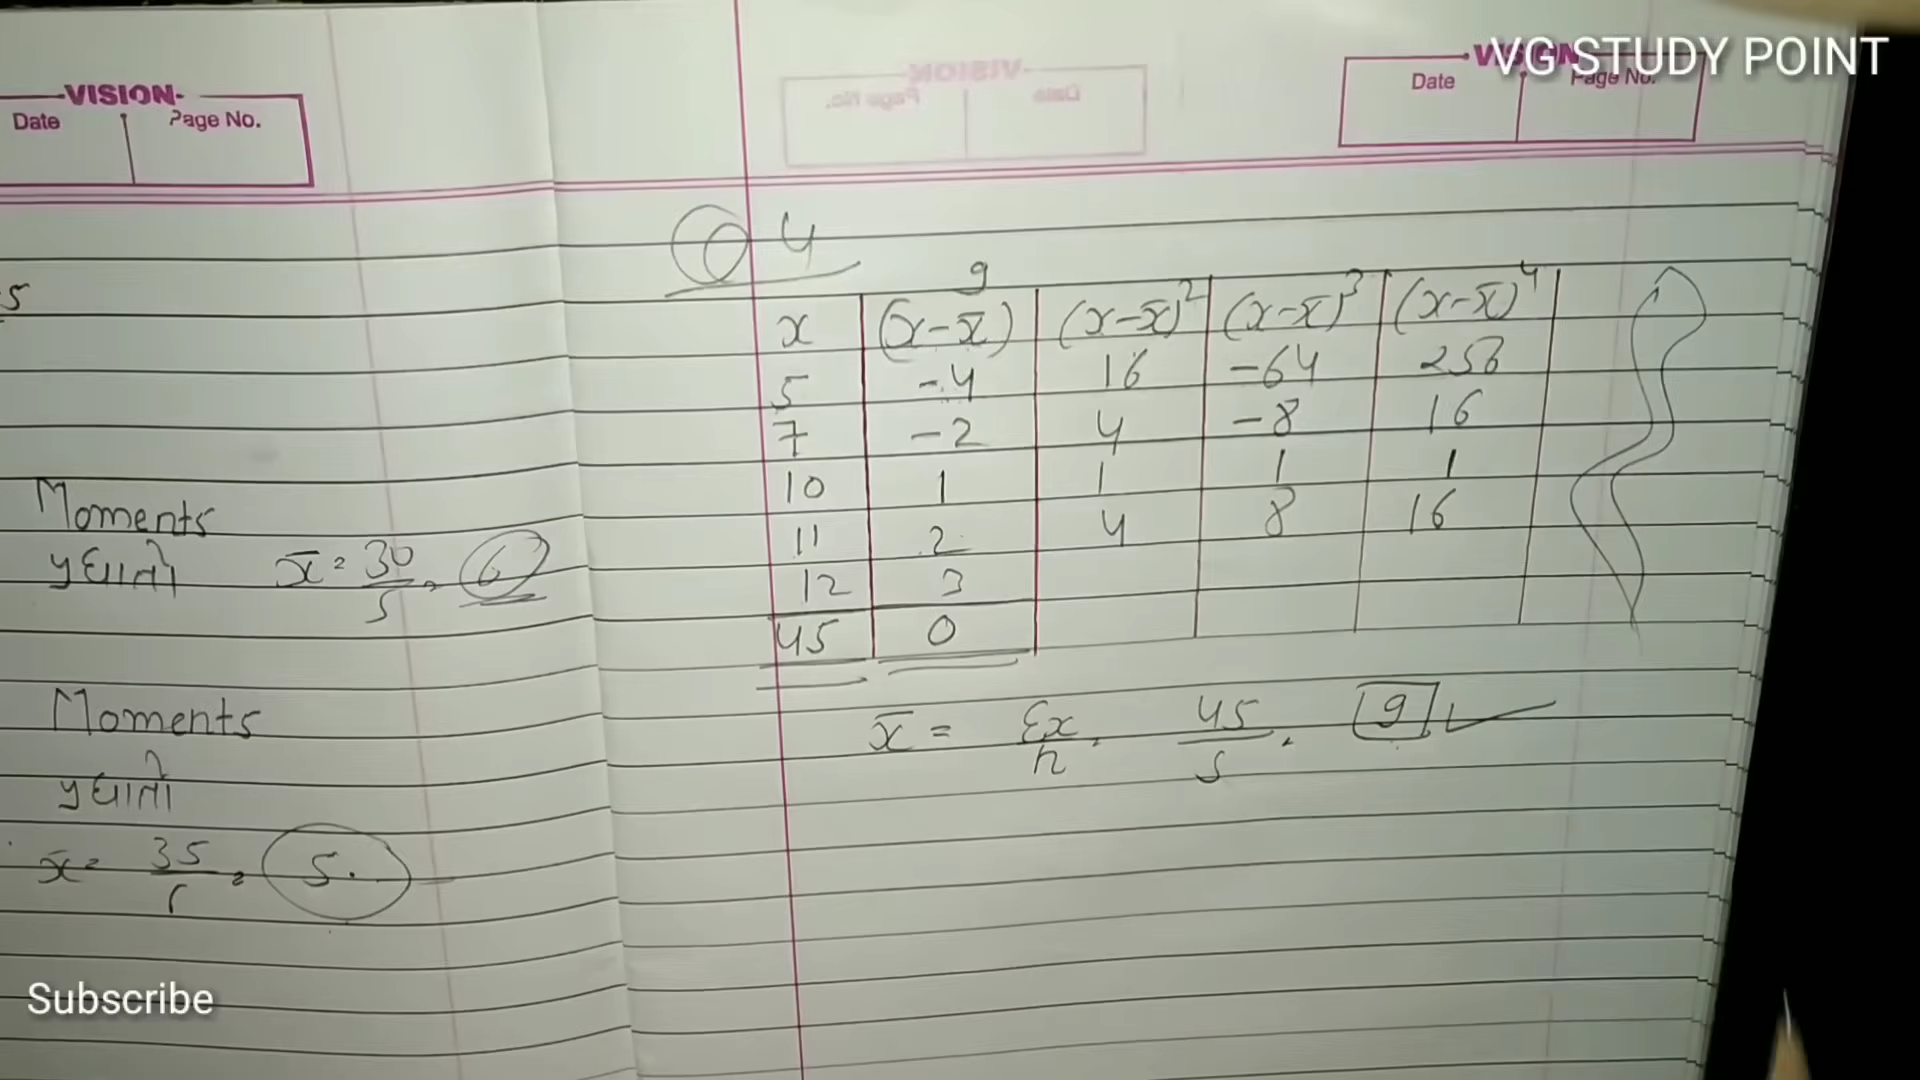 VG STUDY POINT
VISION
Date Page No.
VISION
Date Page No.
5
Moments
x̄ = 30/5 = 6
Moments
x̄ = 35/
4
9
x (x-x̄) (x-x̄)² (x-x̄)³ (x-x̄)⁴
5 -4 16 -64 256
7 -2 4 -8 16
10 1 1 1 1
11 2 4 8 16
12 3
45 0
x̄ = Σx/n = 45/5 = 9
Subscribe